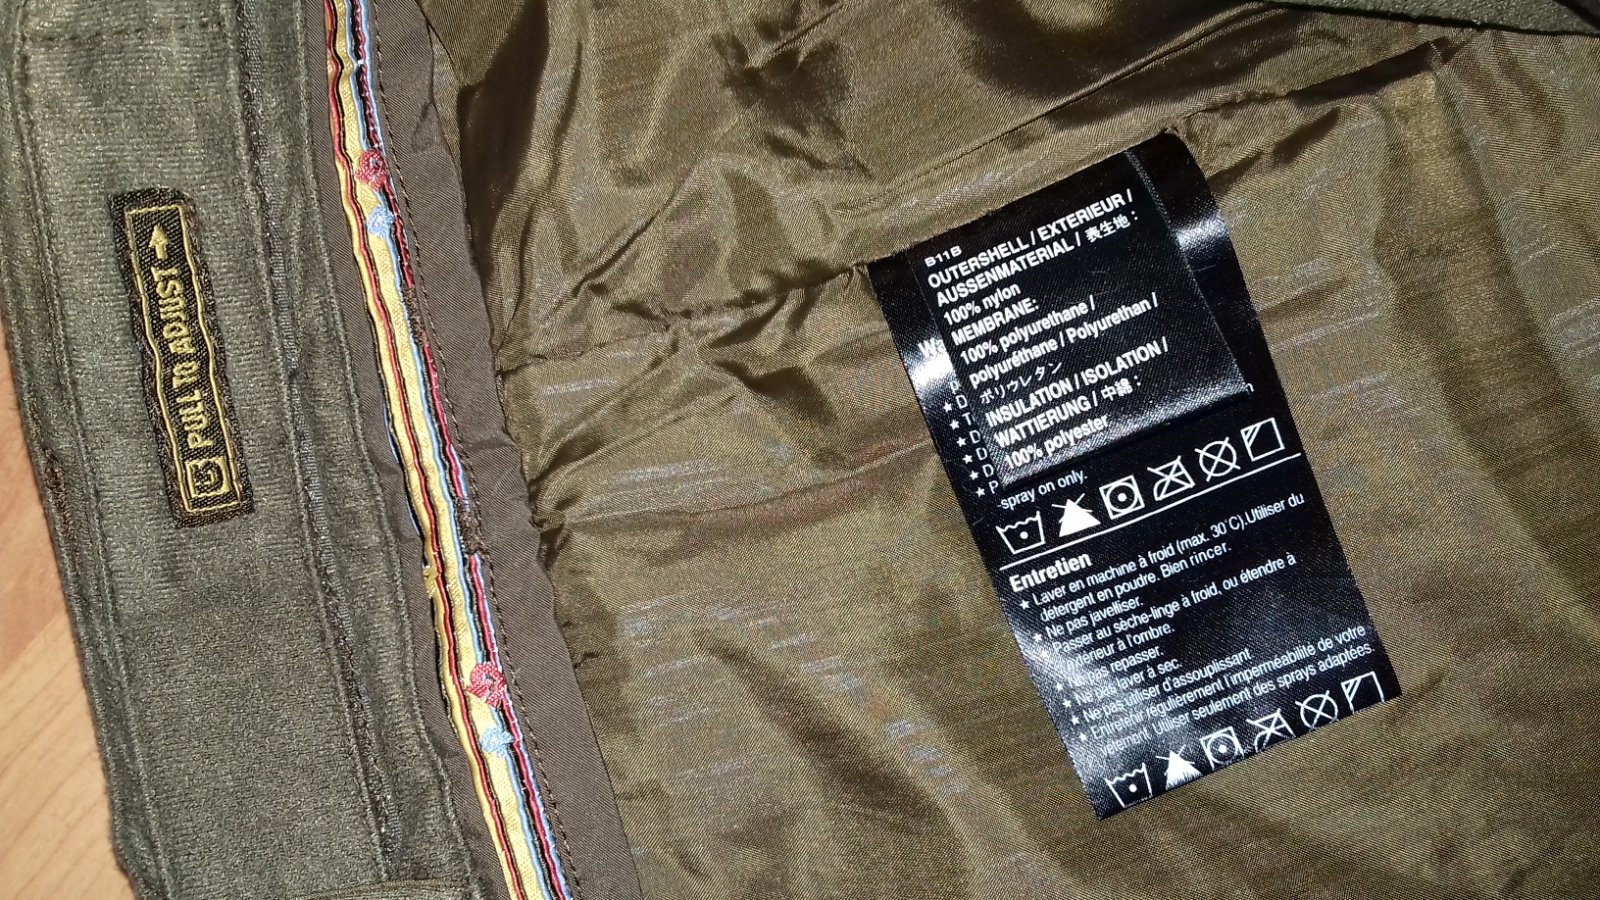 PULL TO ADJUST
B11B
OUTERSHELL / EXTERIEUR /
AUSSENMATERIAL / 表生地 :
100% nylon
MEMBRANE:
100% polyurethane /
polyuréthane / Polyurethan /
ポリウレタン
INSULATION / ISOLATION /
WATTIERUNG / 中綿 :
100% polyester
Wa
★ D
★ T
★ D
★ D
★ D
★ P
-spray on only.
Entretien
★ Laver en machine à froid (max. 30°C).Utiliser du
détergent en poudre. Bien rincer.
★ Ne pas javelliser.
★ Passer au sèche-linge à froid, ou étendre à
l'extérieur à l'ombre.
pas repasser.
★ Ne pas laver à sec.
★ Ne pas utiliser d'assouplissant
★ Entretenir régulièrement l'imperméabilité de votre
vêtement. Utiliser seulement des sprays adaptées.